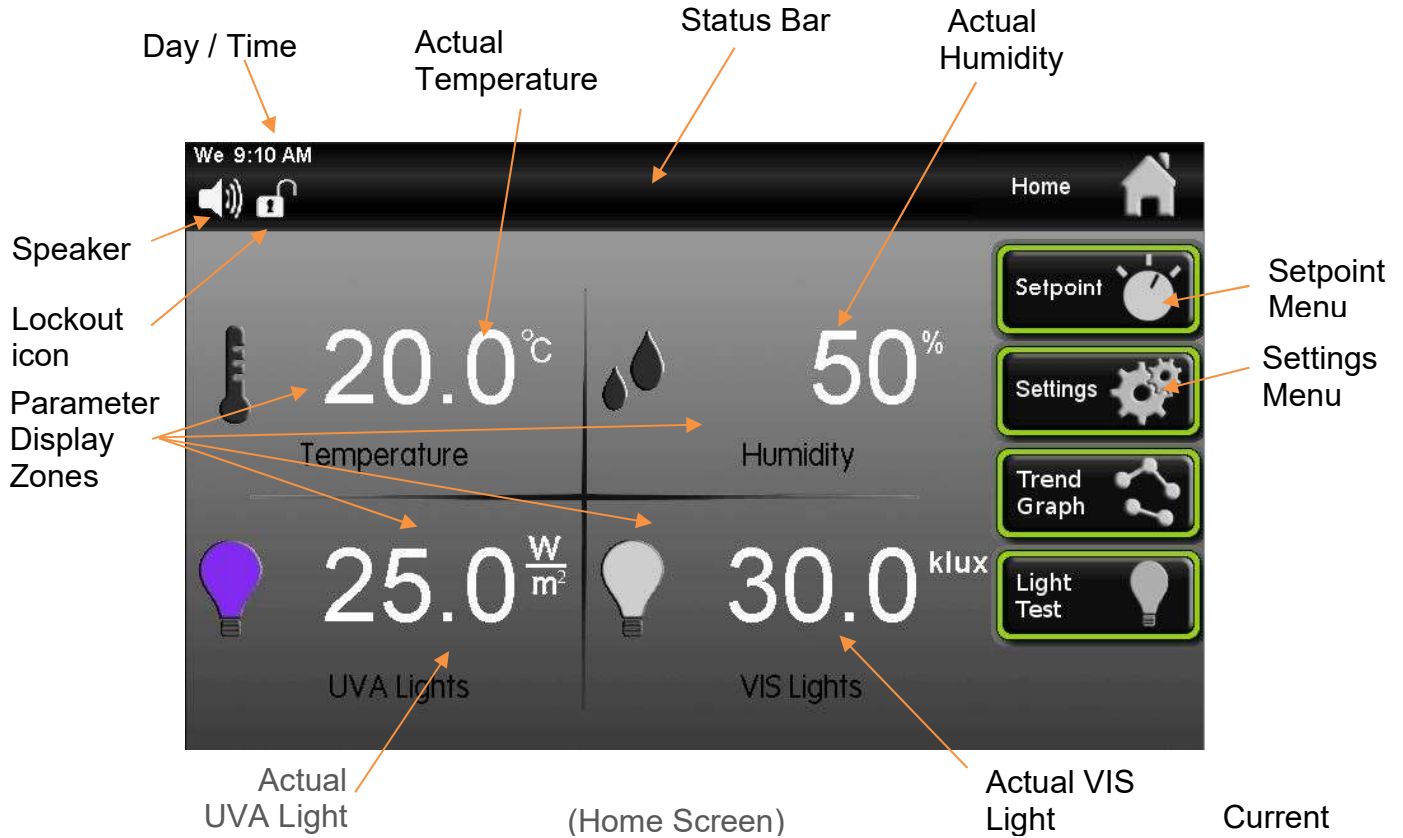 Status Bar
Actual
Humidity
Day / Time
Actual
Temperature
We 9:10 AM
Home
Speaker
Lockout
icon
Parameter
Display
Zones
Setpoint
Setpoint
Menu
Settings
Settings
Menu
Trend
Graph
Light
Test
20.0°C
Temperature
50%
Humidity
25.0 W/m²
UVA Lights
30.0 klux
VIS Lights
Actual
UVA Light
(Home Screen)
Actual VIS
Light
Current